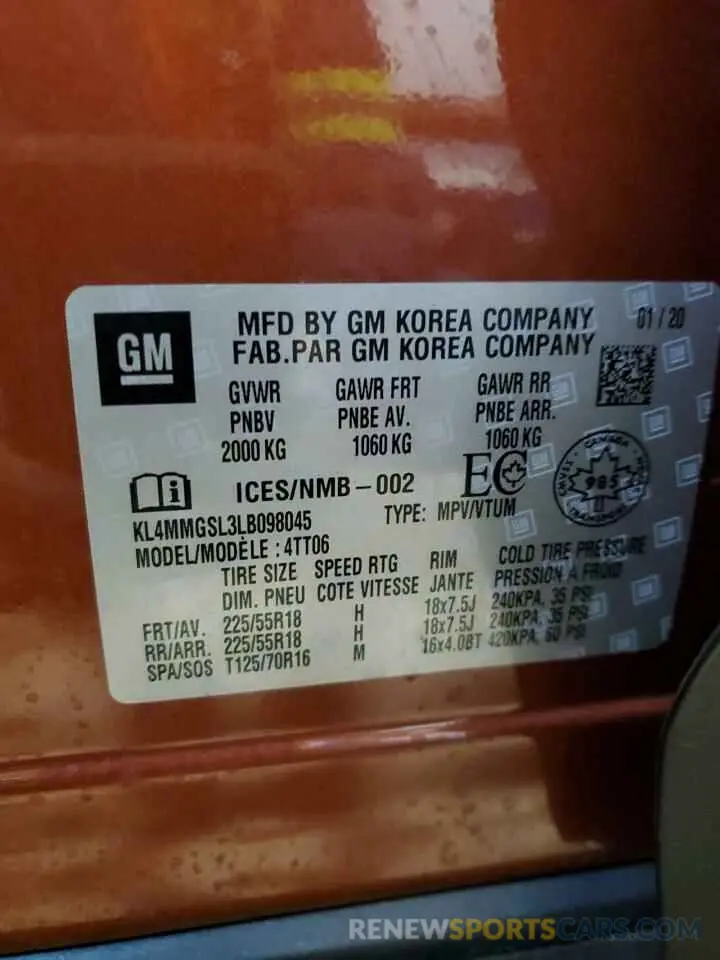 GM
MFD BY GM KOREA COMPANY 01/20
FAB.PAR GM KOREA COMPANY
GVWR GAWR FRT GAWR RR
PNBV PNBE AV. PNBE ARR.
2000 KG 1060 KG 1060 KG
ICES/NMB-002 EC
CANADA
985
KL4MMGSL3LB098045 TYPE: MPV/VTUM
MODEL/MODÈLE: 4TT06
TIRE SIZE SPEED RTG RIM COLD TIRE PRESSURE
DIM. PNEU COTE VITESSE JANTE PRESSION A FROID
FRT/AV. 225/55R18 H 18x7.5J 240KPA, 35 PSI
RR/ARR. 225/55R18 H 18x7.5J 240KPA, 35 PSI
SPA/SOS T125/70R16 M 16x4.0BT 420KPA, 60 PSI
RENEWSPORTSCARS.COM